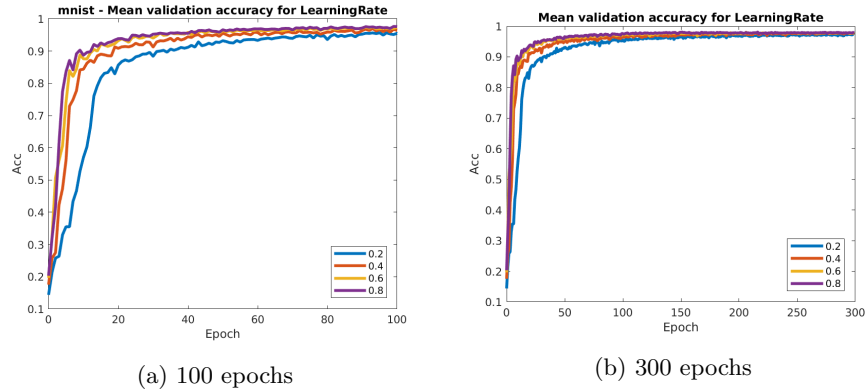 mnist - Mean validation accuracy for LearningRate
1
0.9
0.8
0.7
0.6
0.5
0.4
0.3
0.2
0.1
Acc
0 20 40 60 80 100
Epoch
0.2
0.4
0.6
0.8
(a) 100 epochs
Mean validation accuracy for LearningRate
1
0.9
0.8
0.7
0.6
0.5
0.4
0.3
0.2
0.1
Acc
0 50 100 150 200 250 300
Epoch
0.2
0.4
0.6
0.8
(b) 300 epochs